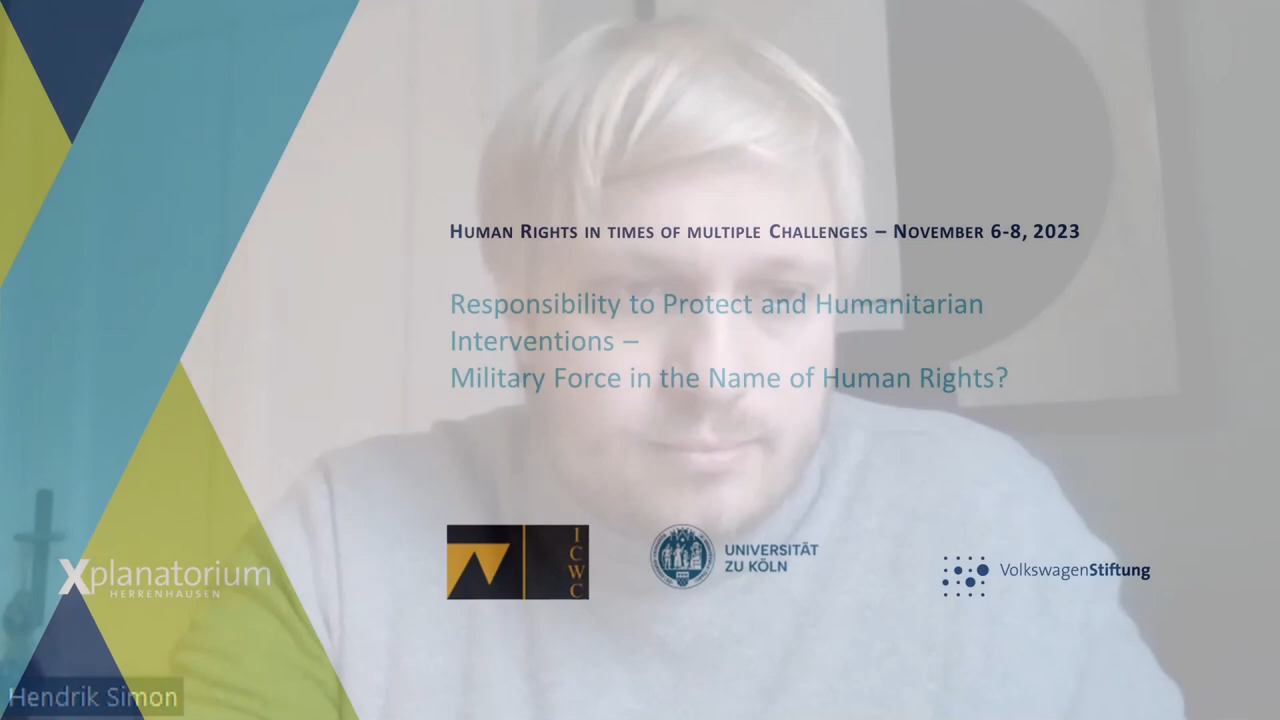 Human Rights in times of multiple Challenges – November 6-8, 2023
Responsibility to Protect and Humanitarian
Interventions –
Military Force in the Name of Human Rights?
Xplanatorium
HERRENHAUSEN
I
C
W
C
UNIVERSITÄT
ZU KÖLN
VolkswagenStiftung
Hendrik Simon